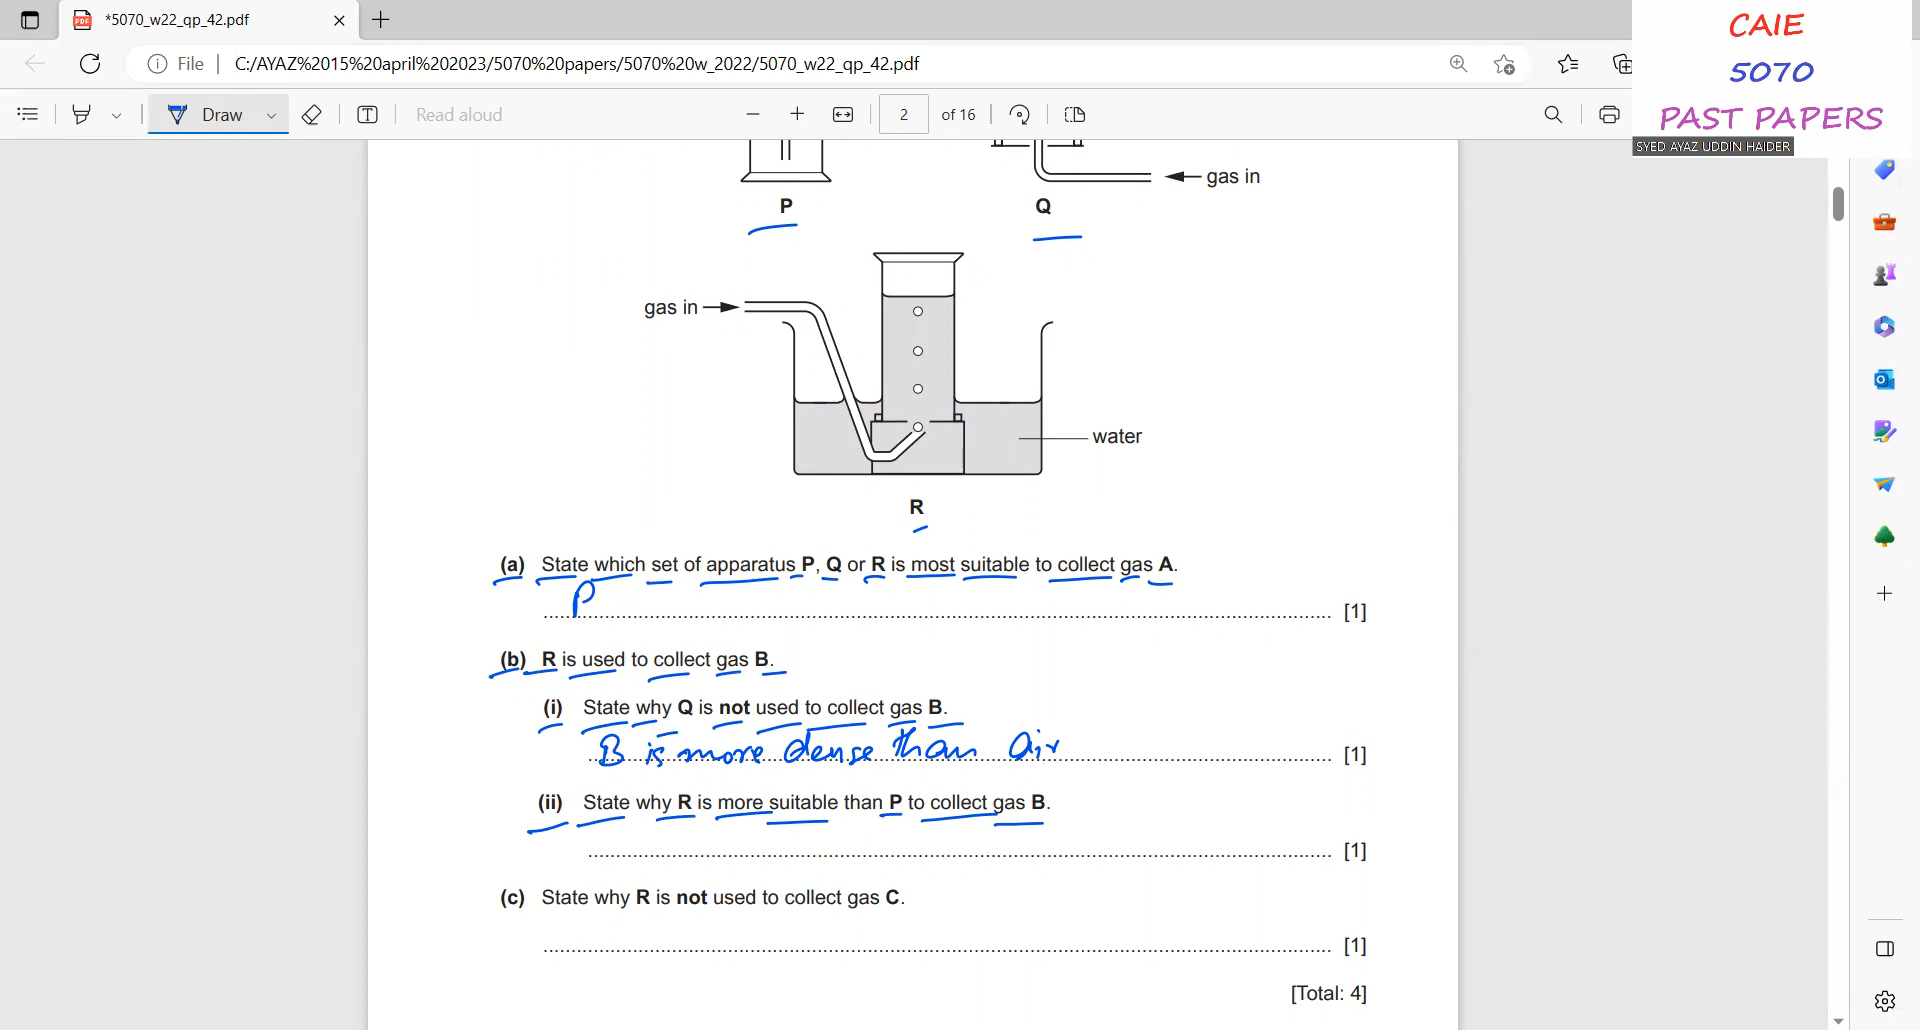 *5070_w22_qp_42.pdf
CAIE
5070
PAST PAPERS
SYED AYAZ UDDIN HAIDER
File
C:/AYAZ%2015%20april%202023/5070%20papers/5070%20w_2022/5070_w22_qp_42.pdf
Draw
Read aloud
2 of 16
gas in
P
Q
gas in
water
R
(a) State which set of apparatus P, Q or R is most suitable to collect gas A.
P
[1]
(b) R is used to collect gas B.
(i) State why Q is not used to collect gas B.
B is more dense than air
[1]
(ii) State why R is more suitable than P to collect gas B.
[1]
(c) State why R is not used to collect gas C.
[1]
[Total: 4]